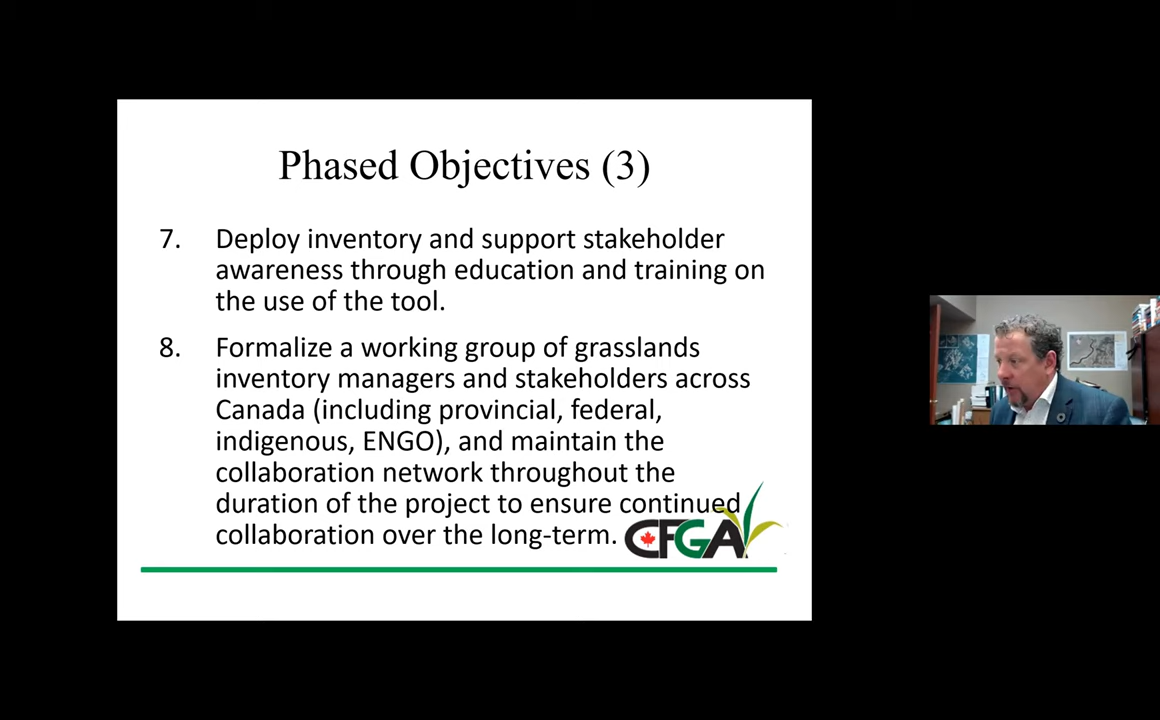 Phased Objectives (3)
7. Deploy inventory and support stakeholder
awareness through education and training on
the use of the tool.
8. Formalize a working group of grasslands
inventory managers and stakeholders across
Canada (including provincial, federal,
indigenous, ENGO), and maintain the
collaboration network throughout the
duration of the project to ensure continued
collaboration over the long-term.
CFGA